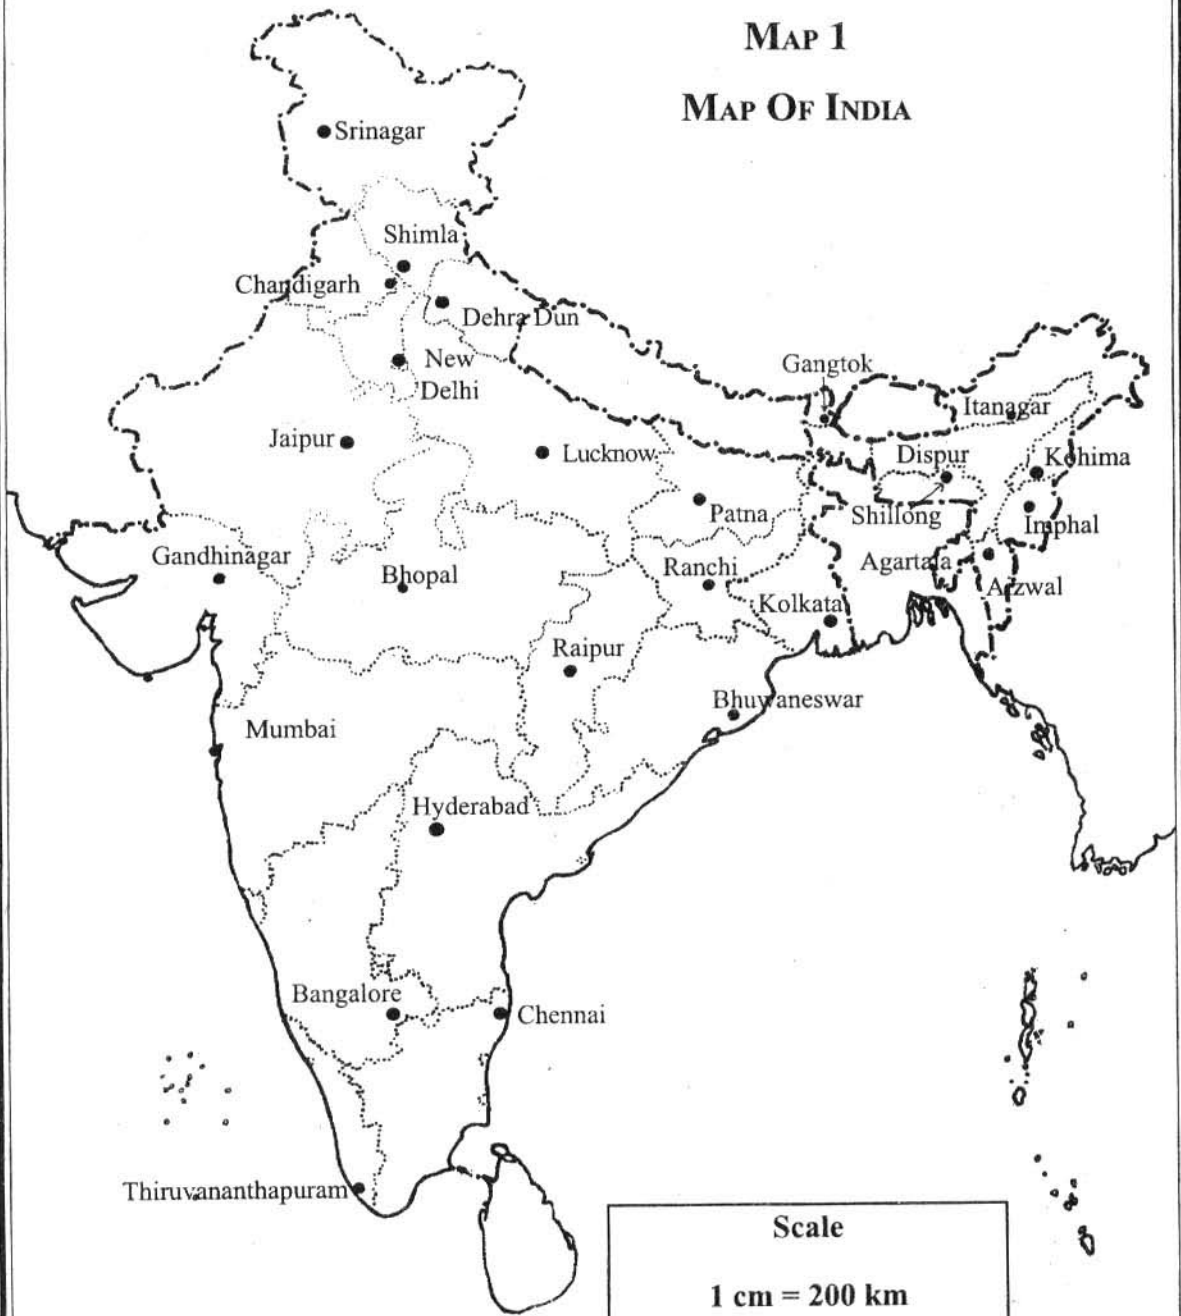 MAP 1
MAP OF INDIA
Srinagar
Shimla
Chandigarh
Dehra Dun
New
Delhi
Gangtok
Itanagar
Jaipur
Lucknow
Dispur
Kohima
Patna
Shillong
Imphal
Gandhinagar
Bhopal
Ranchi
Agartala
Aizwal
Kolkata
Raipur
Bhuwaneswar
Mumbai
Hyderabad
Bangalore
Chennai
Thiruvananthapuram
Scale
1 cm = 200 km